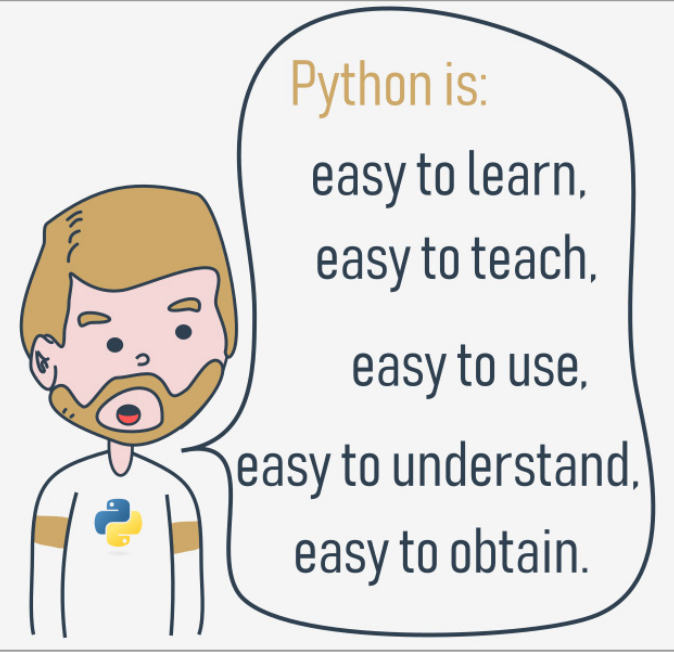 Python is:
easy to learn,
easy to teach,
easy to use,
easy to understand,
easy to obtain.